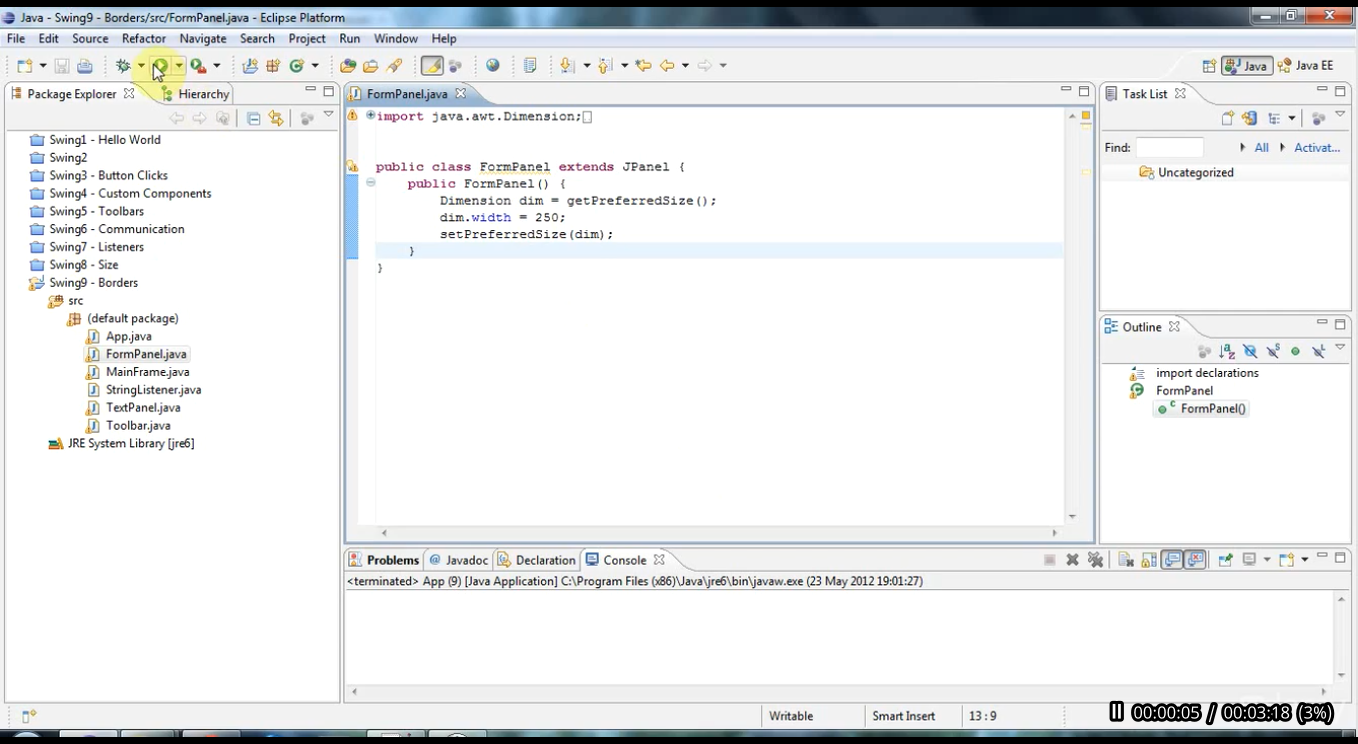 Java - Swing9 - Borders/src/FormPanel.java - Eclipse Platform
File Edit Source Refactor Navigate Search Project Run Window Help
Java Java EE
Package Explorer Hierarchy
Swing1 - Hello World
Swing2
Swing3 - Button Clicks
Swing4 - Custom Components
Swing5 - Toolbars
Swing6 - Communication
Swing7 - Listeners
Swing8 - Size
Swing9 - Borders
src
(default package)
App.java
FormPanel.java
MainFrame.java
StringListener.java
TextPanel.java
Toolbar.java
JRE System Library [jre6]
FormPanel.java
import java.awt.Dimension;
public class FormPanel extends JPanel {
public FormPanel() {
Dimension dim = getPreferredSize();
dim.width = 250;
setPreferredSize(dim);
}
}
Task List
Find: All Activat...
Uncategorized
Outline
import declarations
FormPanel
FormPanel()
Problems Javadoc Declaration Console
<terminated> App (9) [Java Application] C:\Program Files (x86)\Java\jre6\bin\javaw.exe (23 May 2012 19:01:27)
Writable Smart Insert 13 : 9
00:00:05 / 00:03:18 (3%)